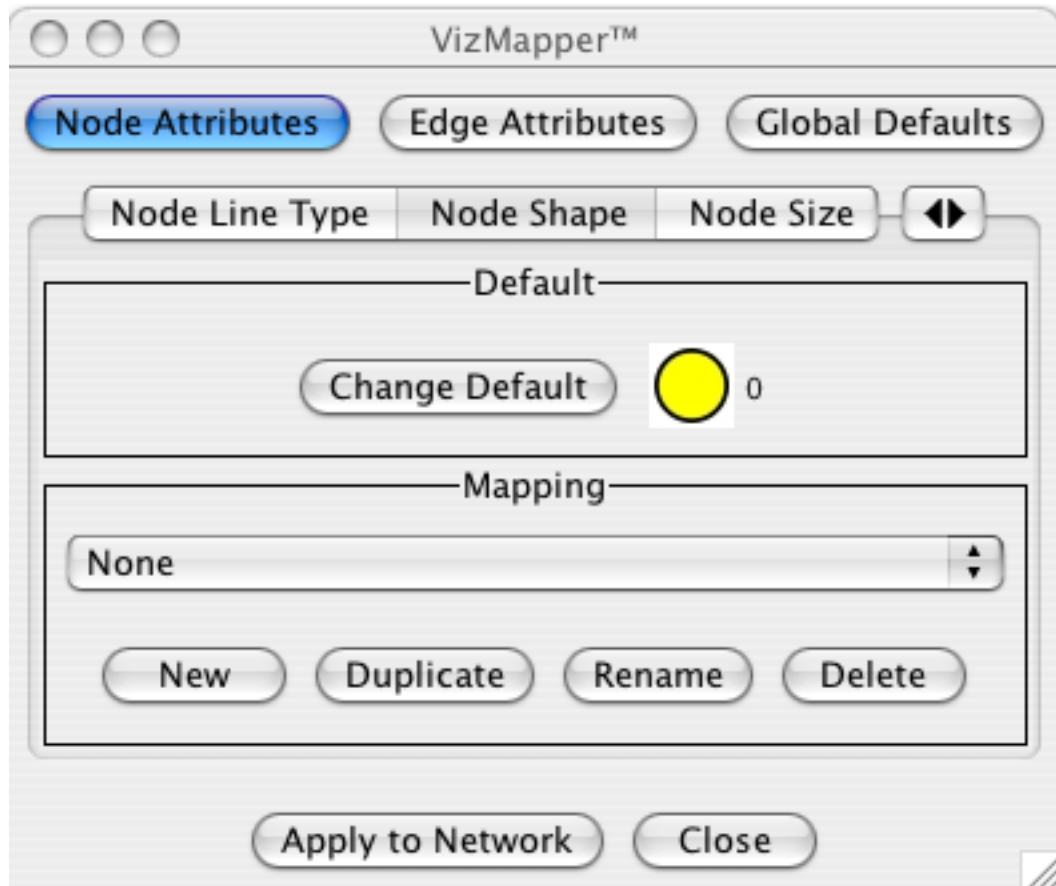 VizMapper™
Node Attributes Edge Attributes Global Defaults
Node Line Type Node Shape Node Size
Default
Change Default 0
Mapping
None
New Duplicate Rename Delete
Apply to Network Close